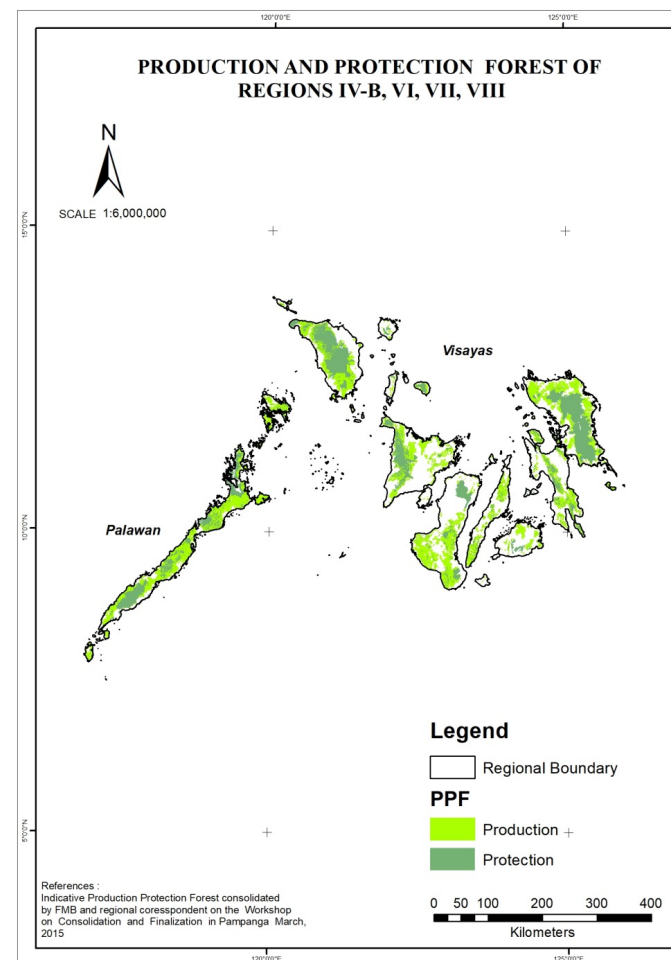 120°0'0"E
125°0'0"E
PRODUCTION AND PROTECTION FOREST OF
REGIONS IV-B, VI, VII, VIII
N
SCALE 1:6,000,000
15°0'0"N
Visayas
Palawan
10°0'0"N
Legend
Regional Boundary
PPF
Production
Protection
5°0'0"N
References :
Indicative Production Protection Forest consolidated
by FMB and regional coresspondent on the Workshop
on Consolidation and Finalization in Pampanga March,
2015
0 50 100 200 300 400
Kilometers
120°0'0"E
125°0'0"E